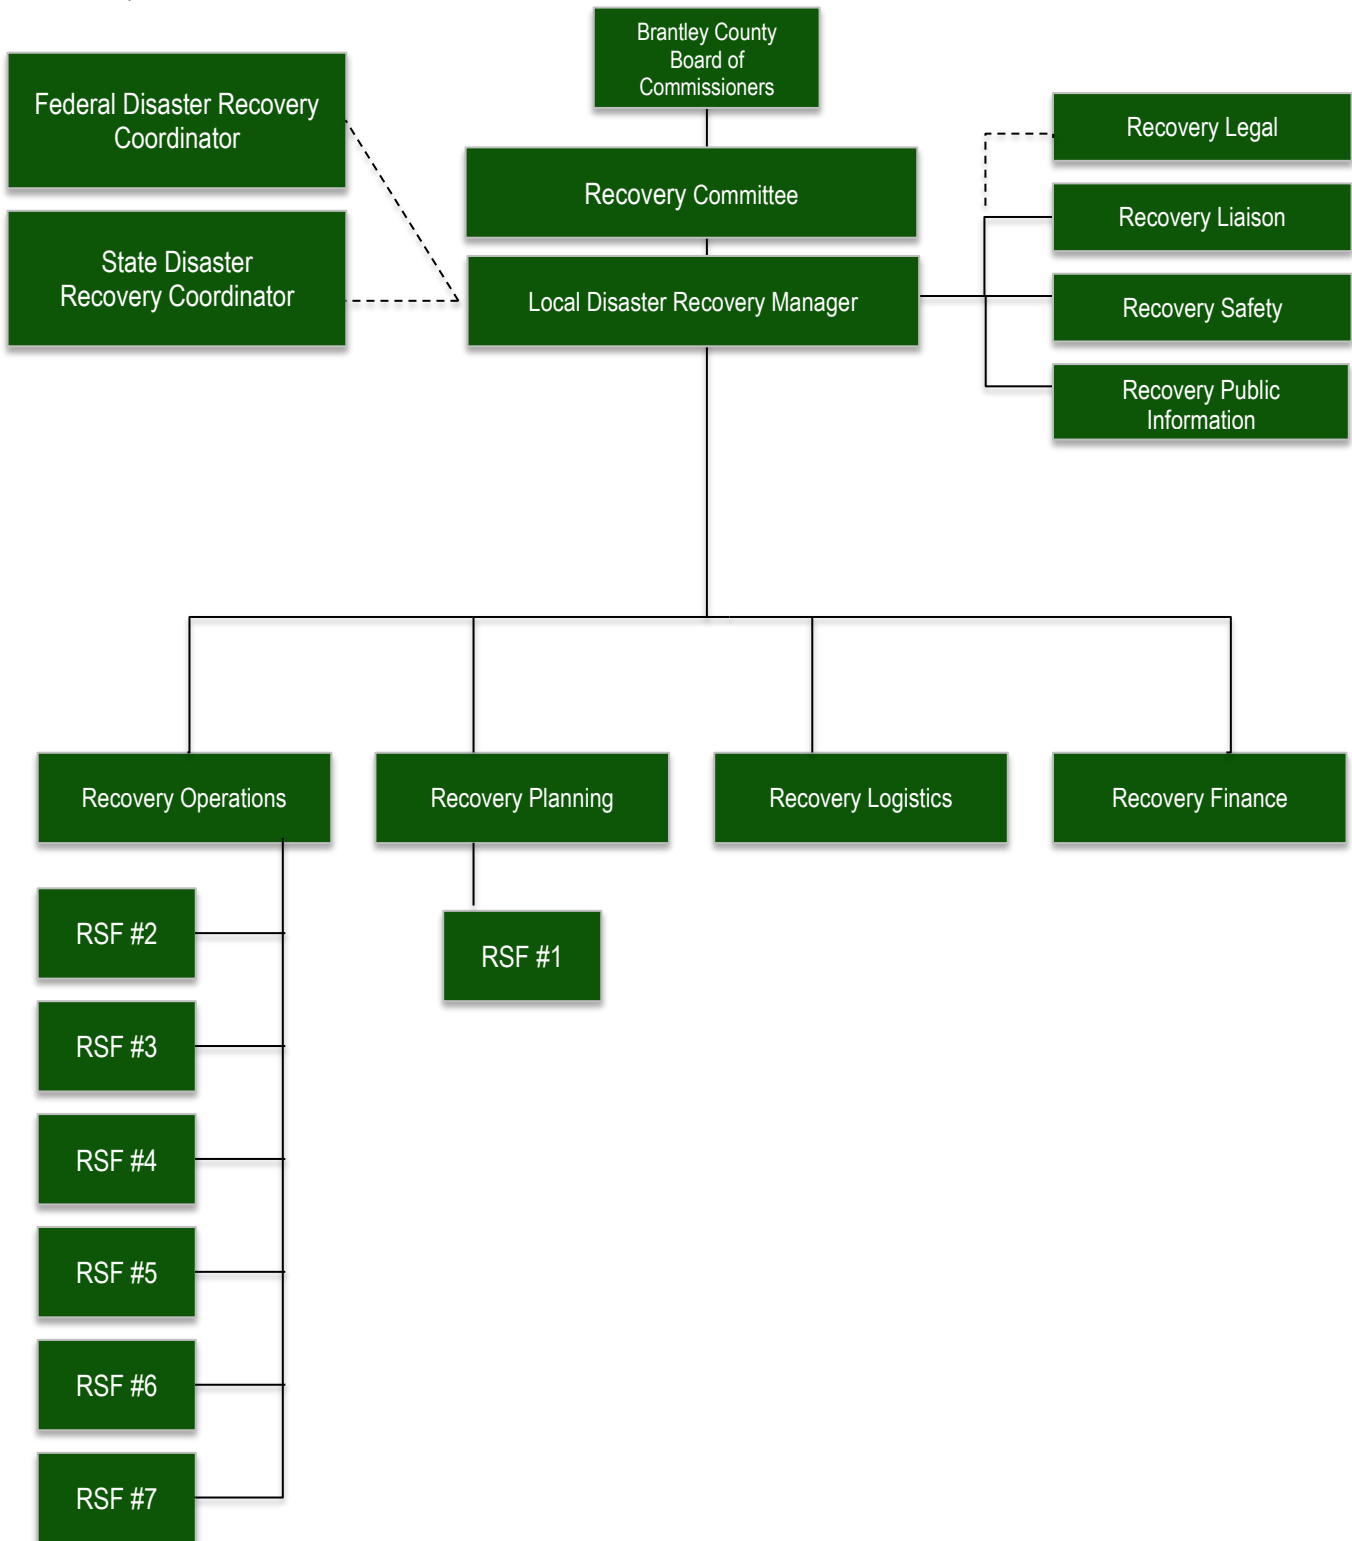 Brantley County
Board of
Commissioners
Federal Disaster Recovery
Coordinator
Recovery Legal
Recovery Committee
Recovery Liaison
State Disaster
Recovery Coordinator
Local Disaster Recovery Manager
Recovery Safety
Recovery Public
Information
Recovery Operations
Recovery Planning
Recovery Logistics
Recovery Finance
RSF #2
RSF #1
RSF #3
RSF #4
RSF #5
RSF #6
RSF #7